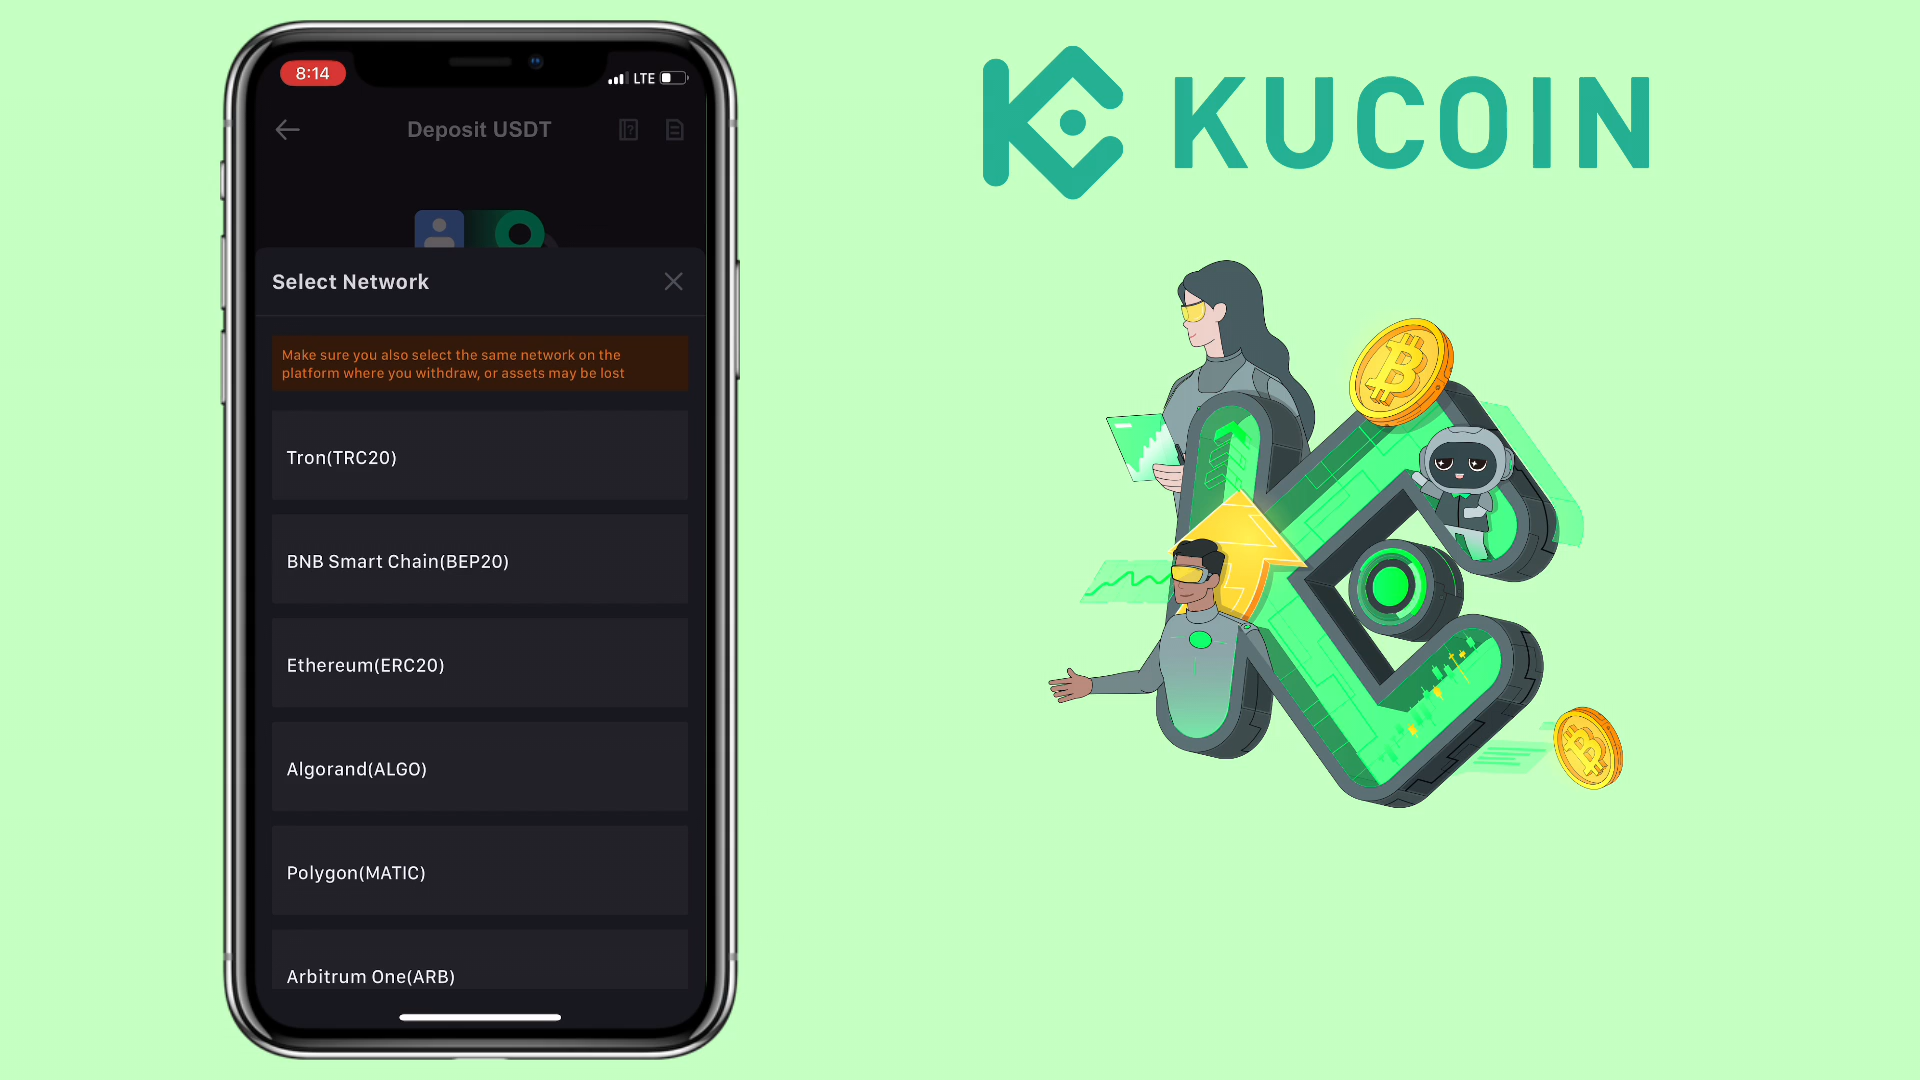 8:14
LTE
Deposit USDT
Select Network
Make sure you also select the same network on the
platform where you withdraw, or assets may be lost
Tron(TRC20)
BNB Smart Chain(BEP20)
Ethereum(ERC20)
Algorand(ALGO)
Polygon(MATIC)
Arbitrum One(ARB)
KUCOIN